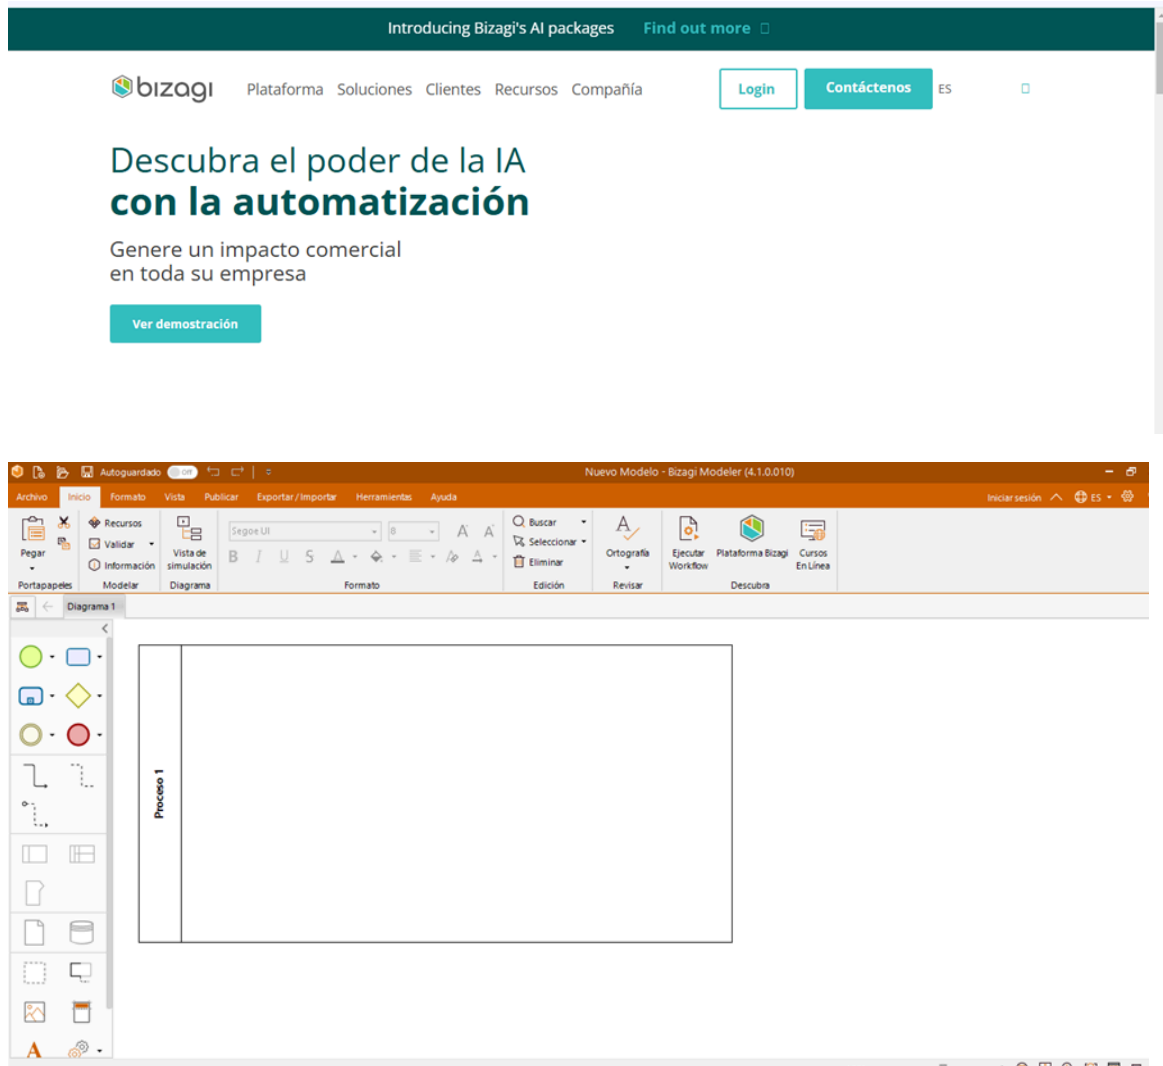 Introducing Bizagi's AI packages Find out more
bizagi Plataforma Soluciones Clientes Recursos Compañía Login Contáctenos ES
Descubra el poder de la IA
con la automatización
Genere un impacto comercial
en toda su empresa
Ver demostración
Autoguardado Off Nuevo Modelo - Bizagi Modeler (4.1.0.010)
Archivo Inicio Formato Vista Publicar Exportar/Importar Herramientas Ayuda Iniciar sesión ES
Pegar
Recursos
Validar
Información
Vista de
simulación
Segoe UI 8
B I U S
Buscar
Seleccionar
Eliminar
Ortografía
Ejecutar
Workflow
Plataforma Bizagi
Cursos
En Línea
Portapapeles Modelar Diagrama Formato Edición Revisar Descubra
Diagrama 1
Proceso 1